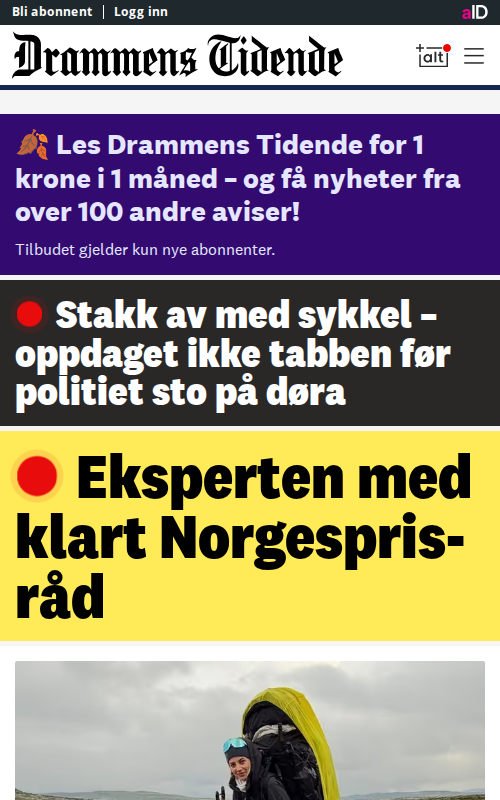 Bli abonnent | Logg inn
aID
Drammens Tidende
+alt
🍂 Les Drammens Tidende for 1
krone i 1 måned – og få nyheter fra
over 100 andre aviser!
Tilbudet gjelder kun nye abonnenter.
Stakk av med sykkel –
oppdaget ikke tabben før
politiet sto på døra
Eksperten med
klart Norgespris-
råd